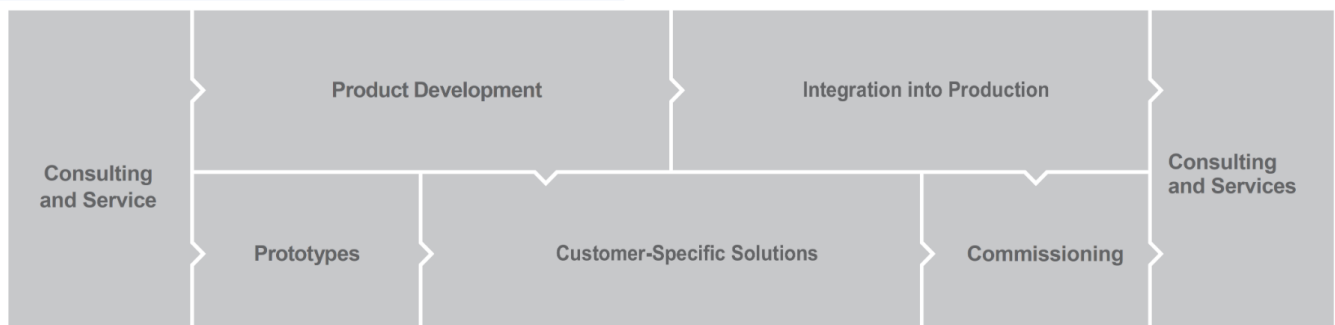 Consulting
and Service
Product Development
Integration into Production
Prototypes
Customer-Specific Solutions
Commissioning
Consulting
and Services